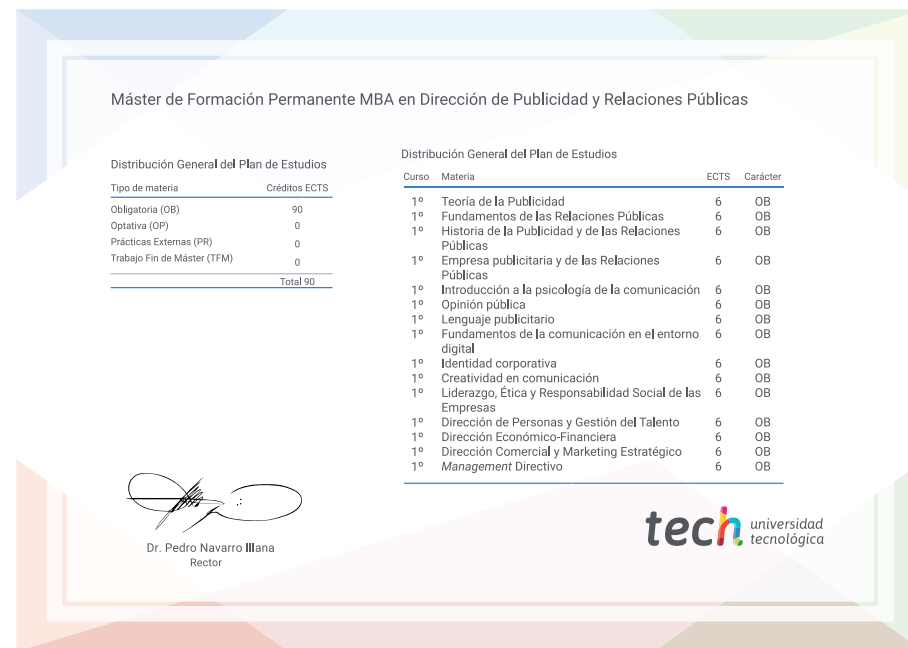 Máster de Formación Permanente MBA en Dirección de Publicidad y Relaciones Públicas
Distribución General del Plan de Estudios
Tipo de materia Créditos ECTS
Obligatoria (OB) 90
Optativa (OP) 0
Prácticas Externas (PR) 0
Trabajo Fin de Máster (TFM) 0
Total 90
Distribución General del Plan de Estudios
Curso Materia ECTS Carácter
1º Teoría de la Publicidad 6 OB
1º Fundamentos de las Relaciones Públicas 6 OB
1º Historia de la Publicidad y de las Relaciones 6 OB
Públicas
1º Empresa publicitaria y de las Relaciones 6 OB
Públicas
1º Introducción a la psicología de la comunicación 6 OB
1º Opinión pública 6 OB
1º Lenguaje publicitario 6 OB
1º Fundamentos de la comunicación en el entorno 6 OB
digital
1º Identidad corporativa 6 OB
1º Creatividad en comunicación 6 OB
1º Liderazgo, Ética y Responsabilidad Social de las 6 OB
Empresas
1º Dirección de Personas y Gestión del Talento 6 OB
1º Dirección Económico-Financiera 6 OB
1º Dirección Comercial y Marketing Estratégico 6 OB
1º Management Directivo 6 OB
Dr. Pedro Navarro Illana
Rector
tech universidad
tecnológica